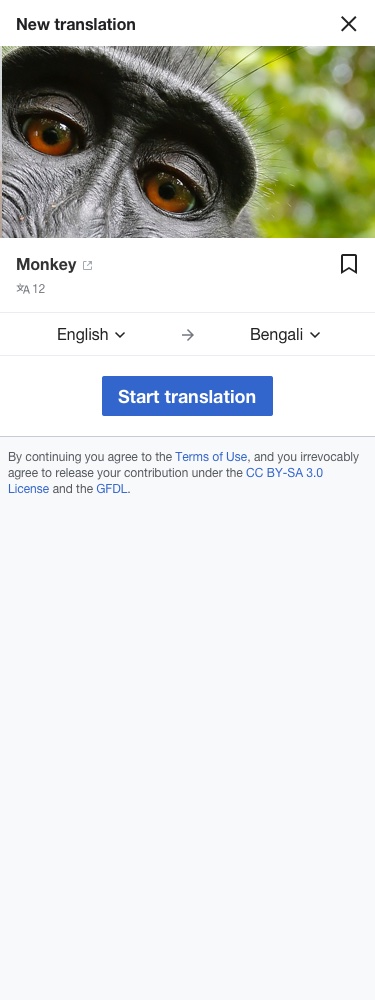 New translation
Monkey
12
English → Bengali
Start translation
By continuing you agree to the Terms of Use, and you irrevocably
agree to release your contribution under the CC BY-SA 3.0
License and the GFDL.